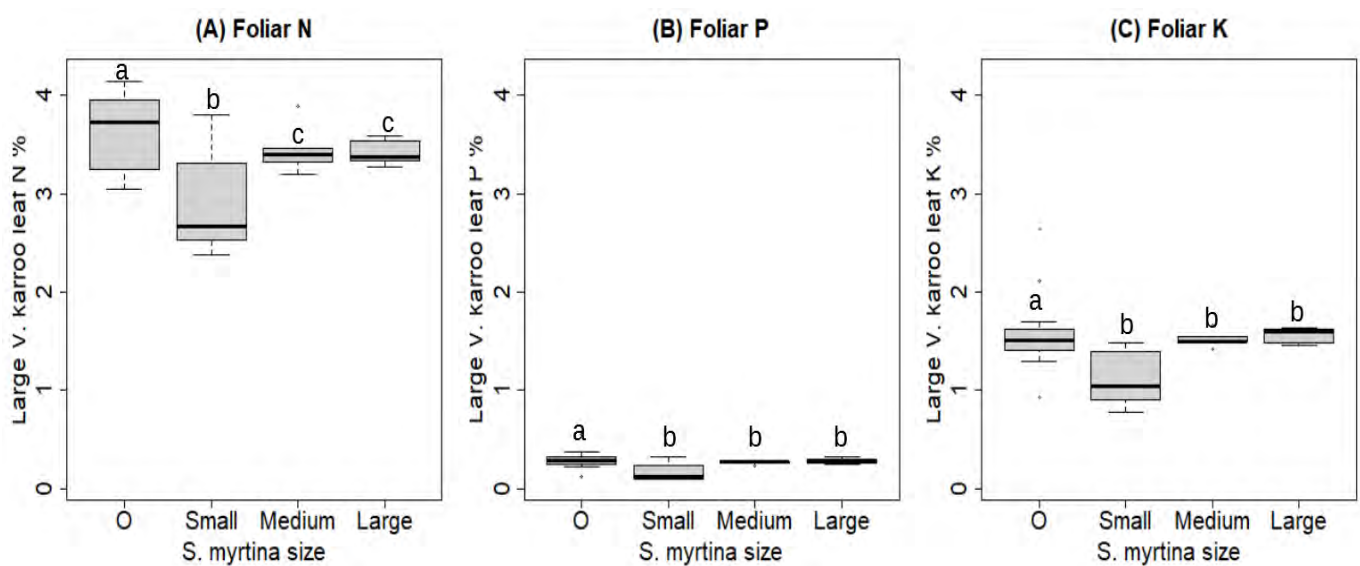 (A) Foliar N
Large V. karroo leaf N %
4
3
2
1
0
a
b
c
c
O Small Medium Large
S. myrtina size
(B) Foliar P
Large V. karroo leaf P %
4
3
2
1
0
a
b
b
b
O Small Medium Large
S. myrtina size
(C) Foliar K
Large V. karroo leaf K %
4
3
2
1
0
a
b
b
b
O Small Medium Large
S. myrtina size